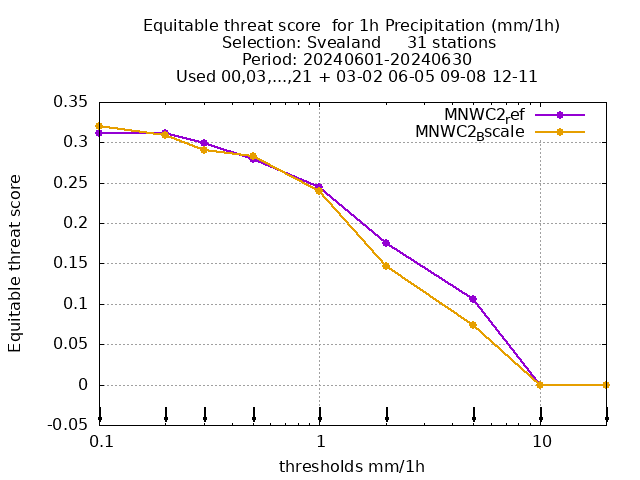 Equitable threat score for 1h Precipitation (mm/1h)
Selection: Svealand 31 stations
Period: 20240601-20240630
Used 00,03,...,21 + 03-02 06-05 09-08 12-11
MNWC2ref
MNWC2Bscale
Equitable threat score
0.35
0.3
0.25
0.2
0.15
0.1
0.05
0
-0.05
0.1 1 10
thresholds mm/1h